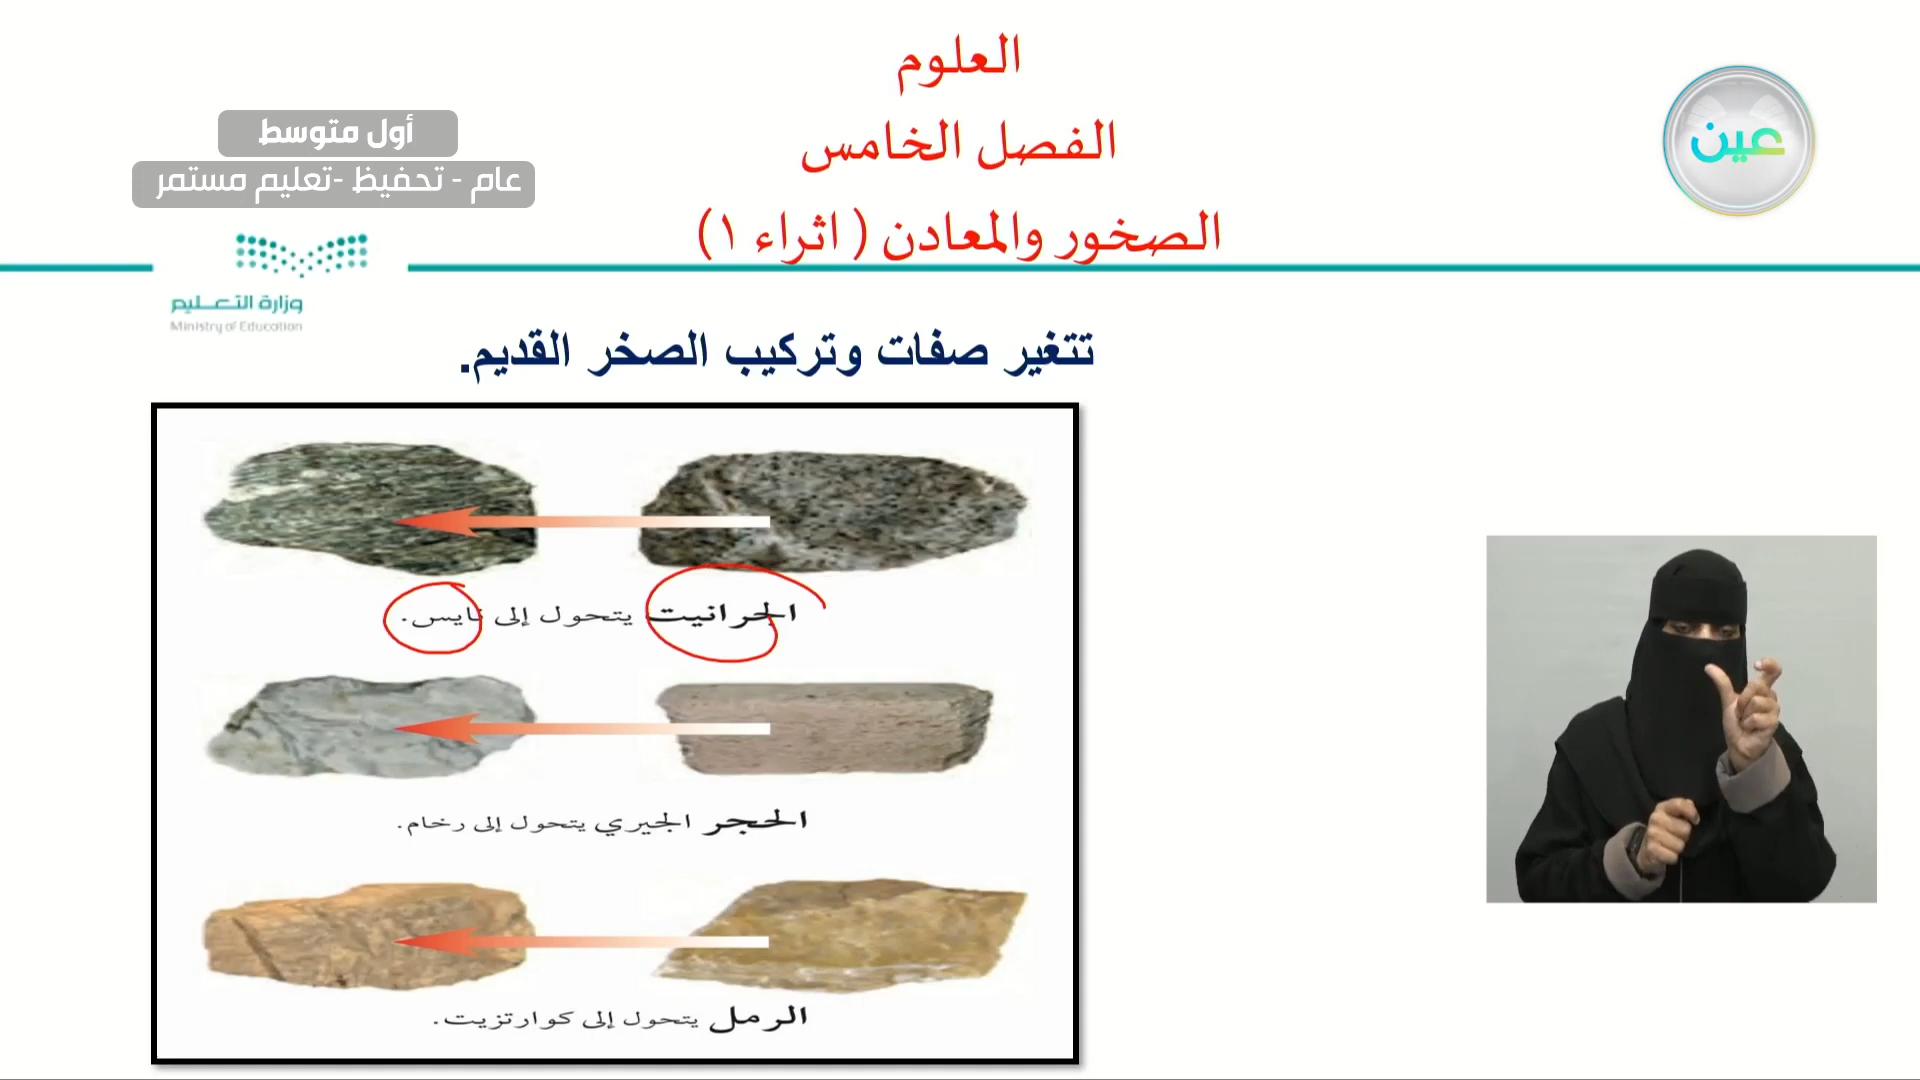 العلوم
الفصل الخامس
الصخور والمعادن ( اثراء ١)
عين
أول متوسط
عام - تحفيظ -تعليم مستمر
وزارة التعـــليم
Ministry of Education
تتغير صفات وتركيب الصخر القديم.
الجرانيت يتحول إلى نايس.
الحجر الجيري يتحول إلى رخام.
الرمل يتحول إلى كوارتزيت.